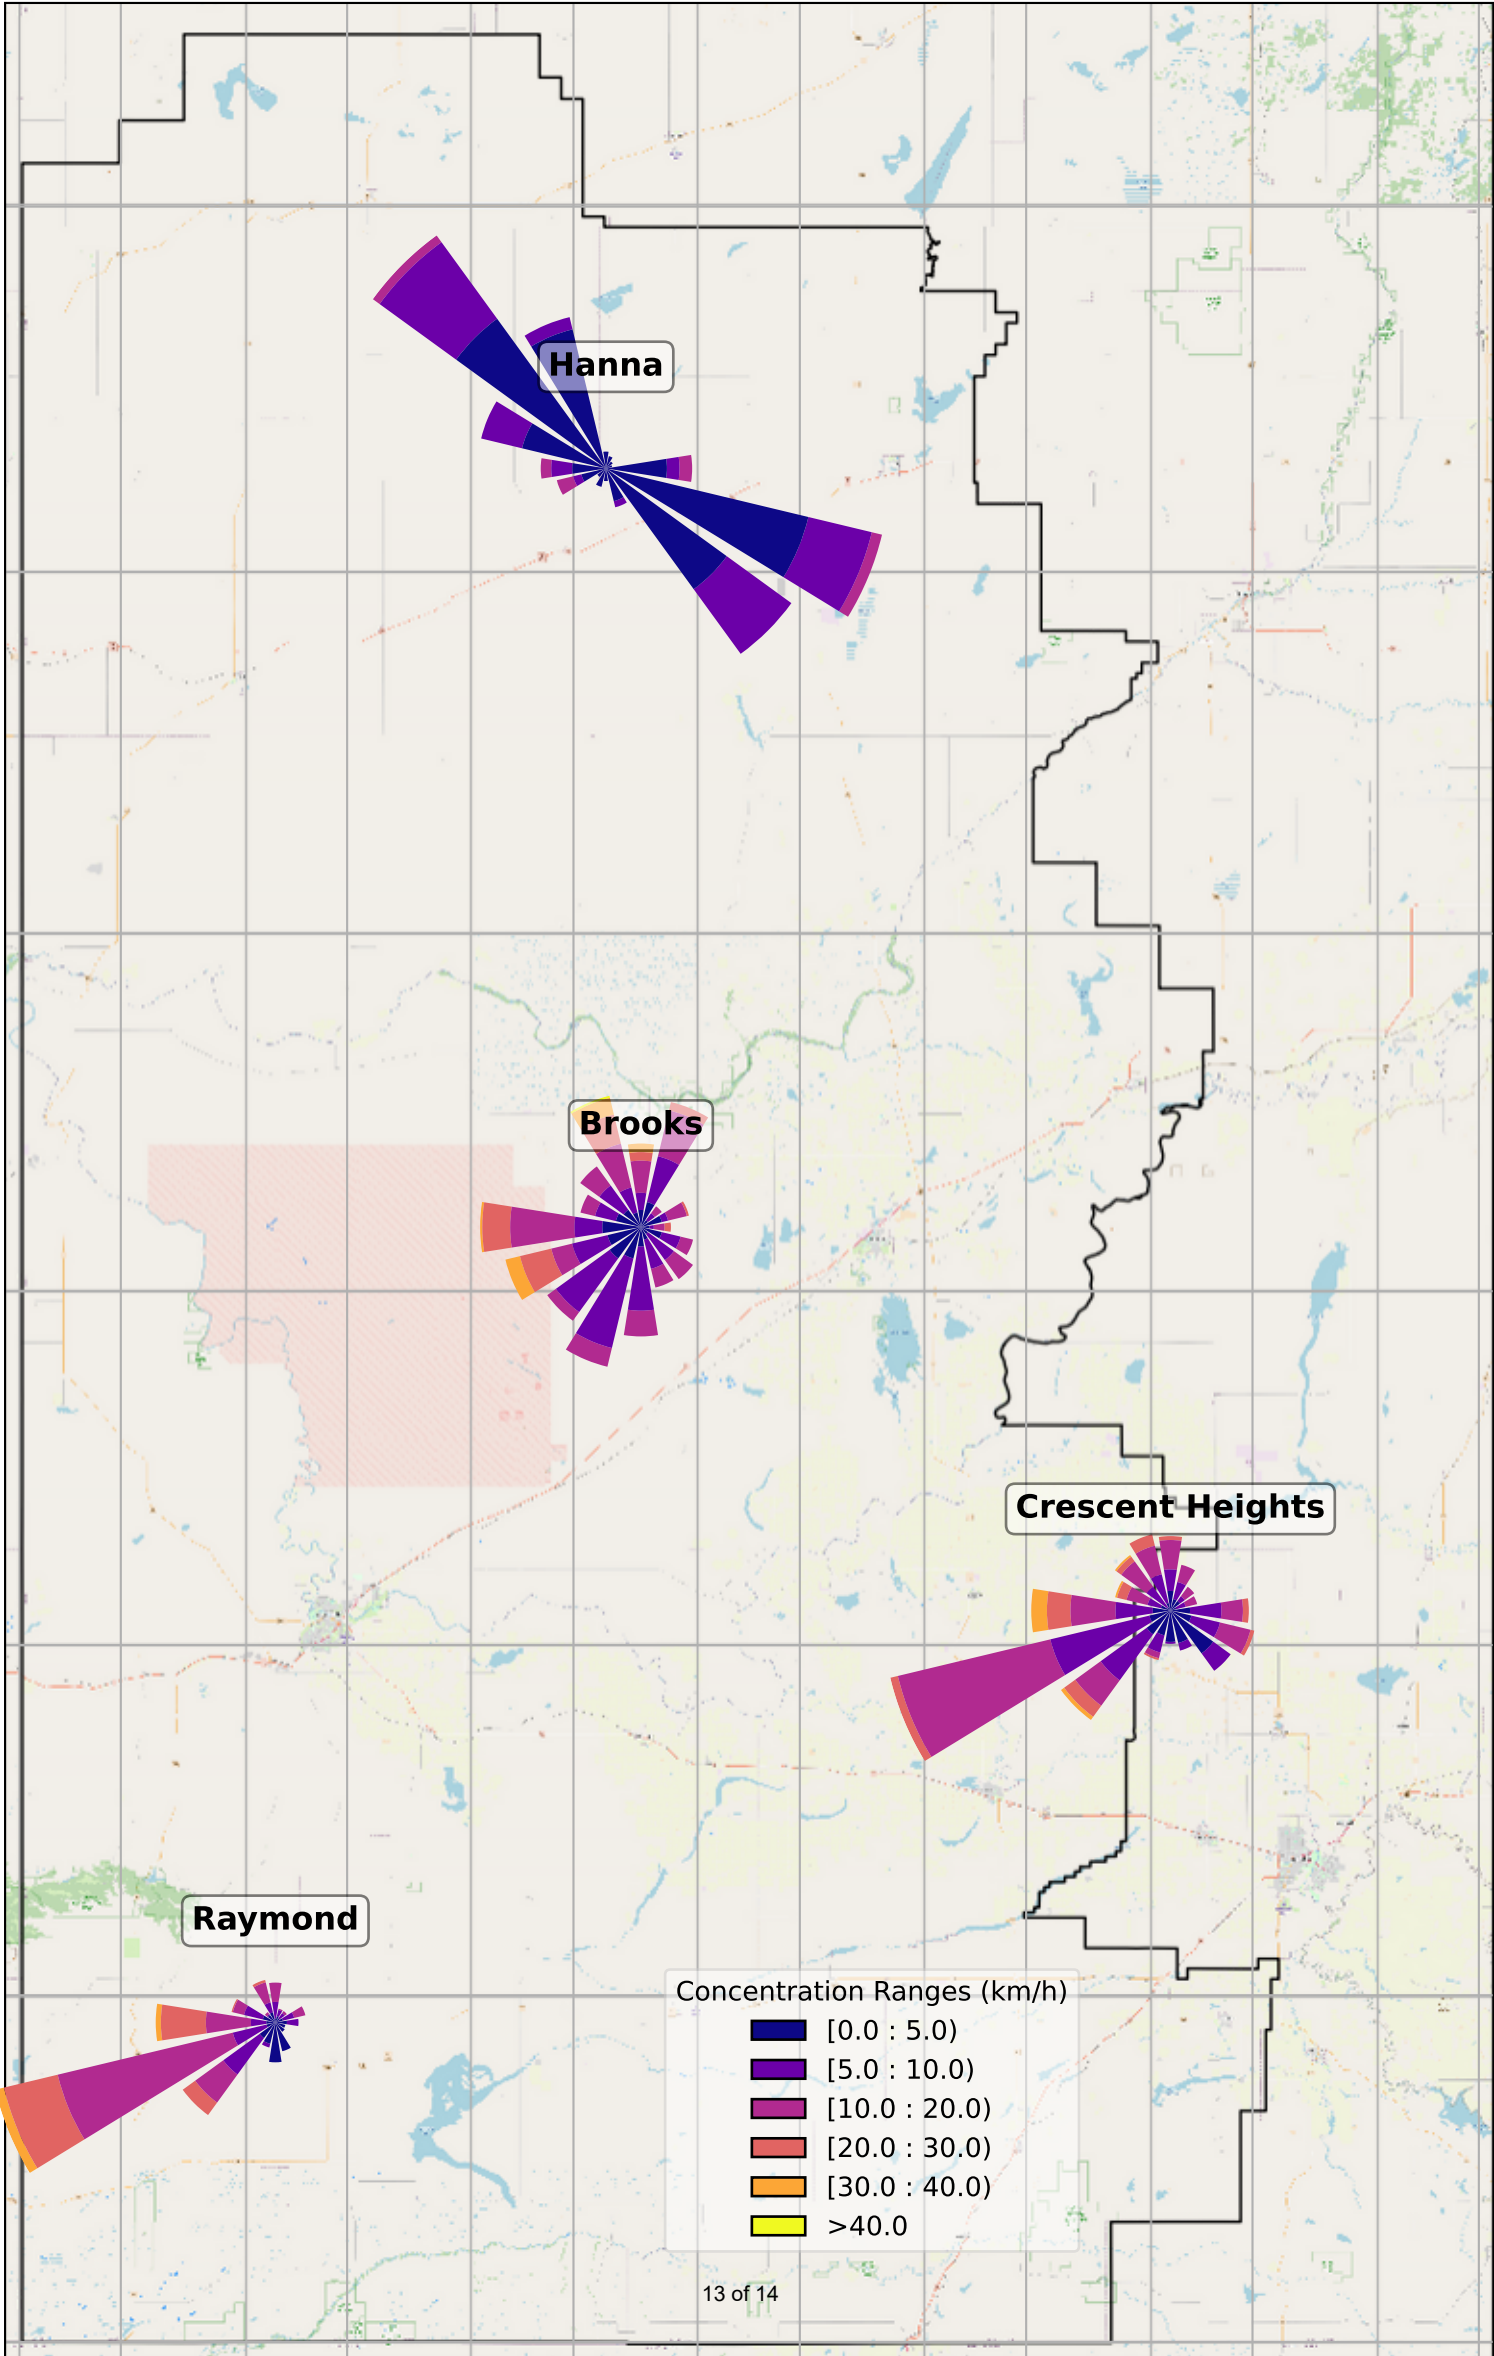 Hanna
Brooks
Crescent Heights
Raymond
Concentration Ranges (km/h)
[0.0 : 5.0)
[5.0 : 10.0)
[10.0 : 20.0)
[20.0 : 30.0)
[30.0 : 40.0)
>40.0
13 of 14